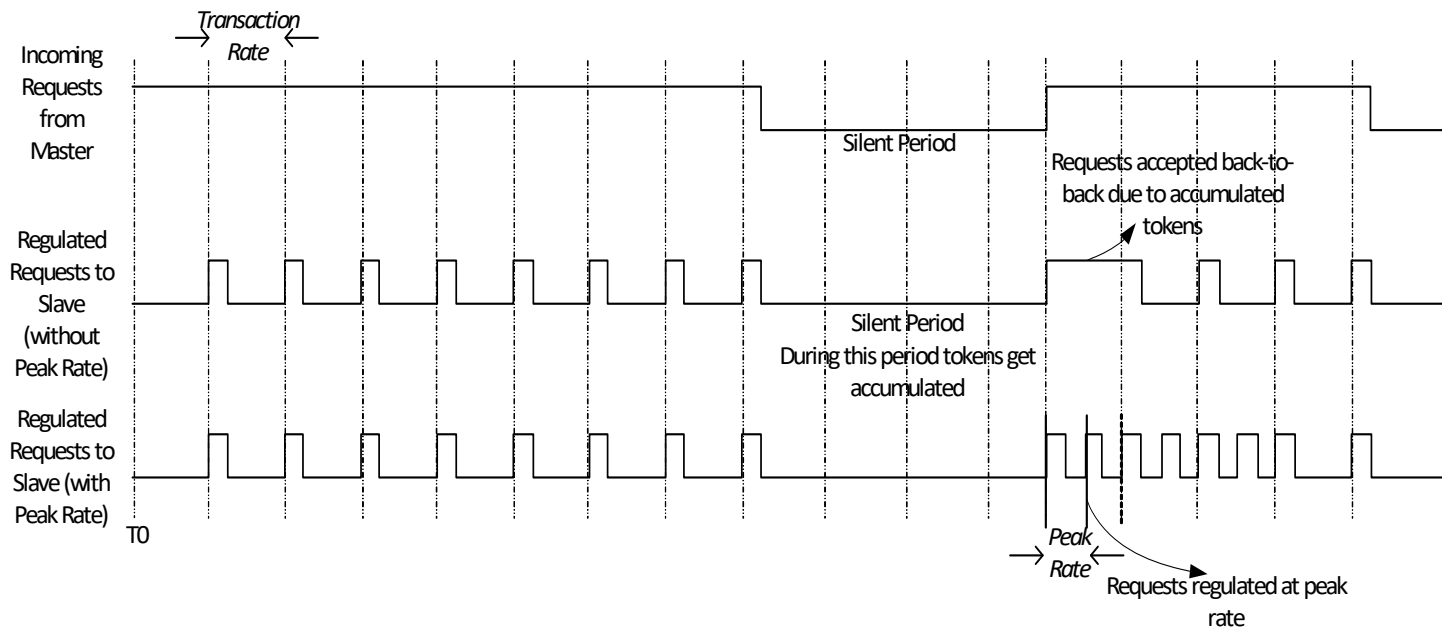 Transaction
Rate
Incoming
Requests
from
Master
Silent Period
Requests accepted back-to-
back due to accumulated
tokens
Regulated
Requests to
Slave
(without
Peak Rate)
Silent Period
During this period tokens get
accumulated
Regulated
Requests to
Slave (with
Peak Rate)
T0
Peak
Rate
Requests regulated at peak
rate